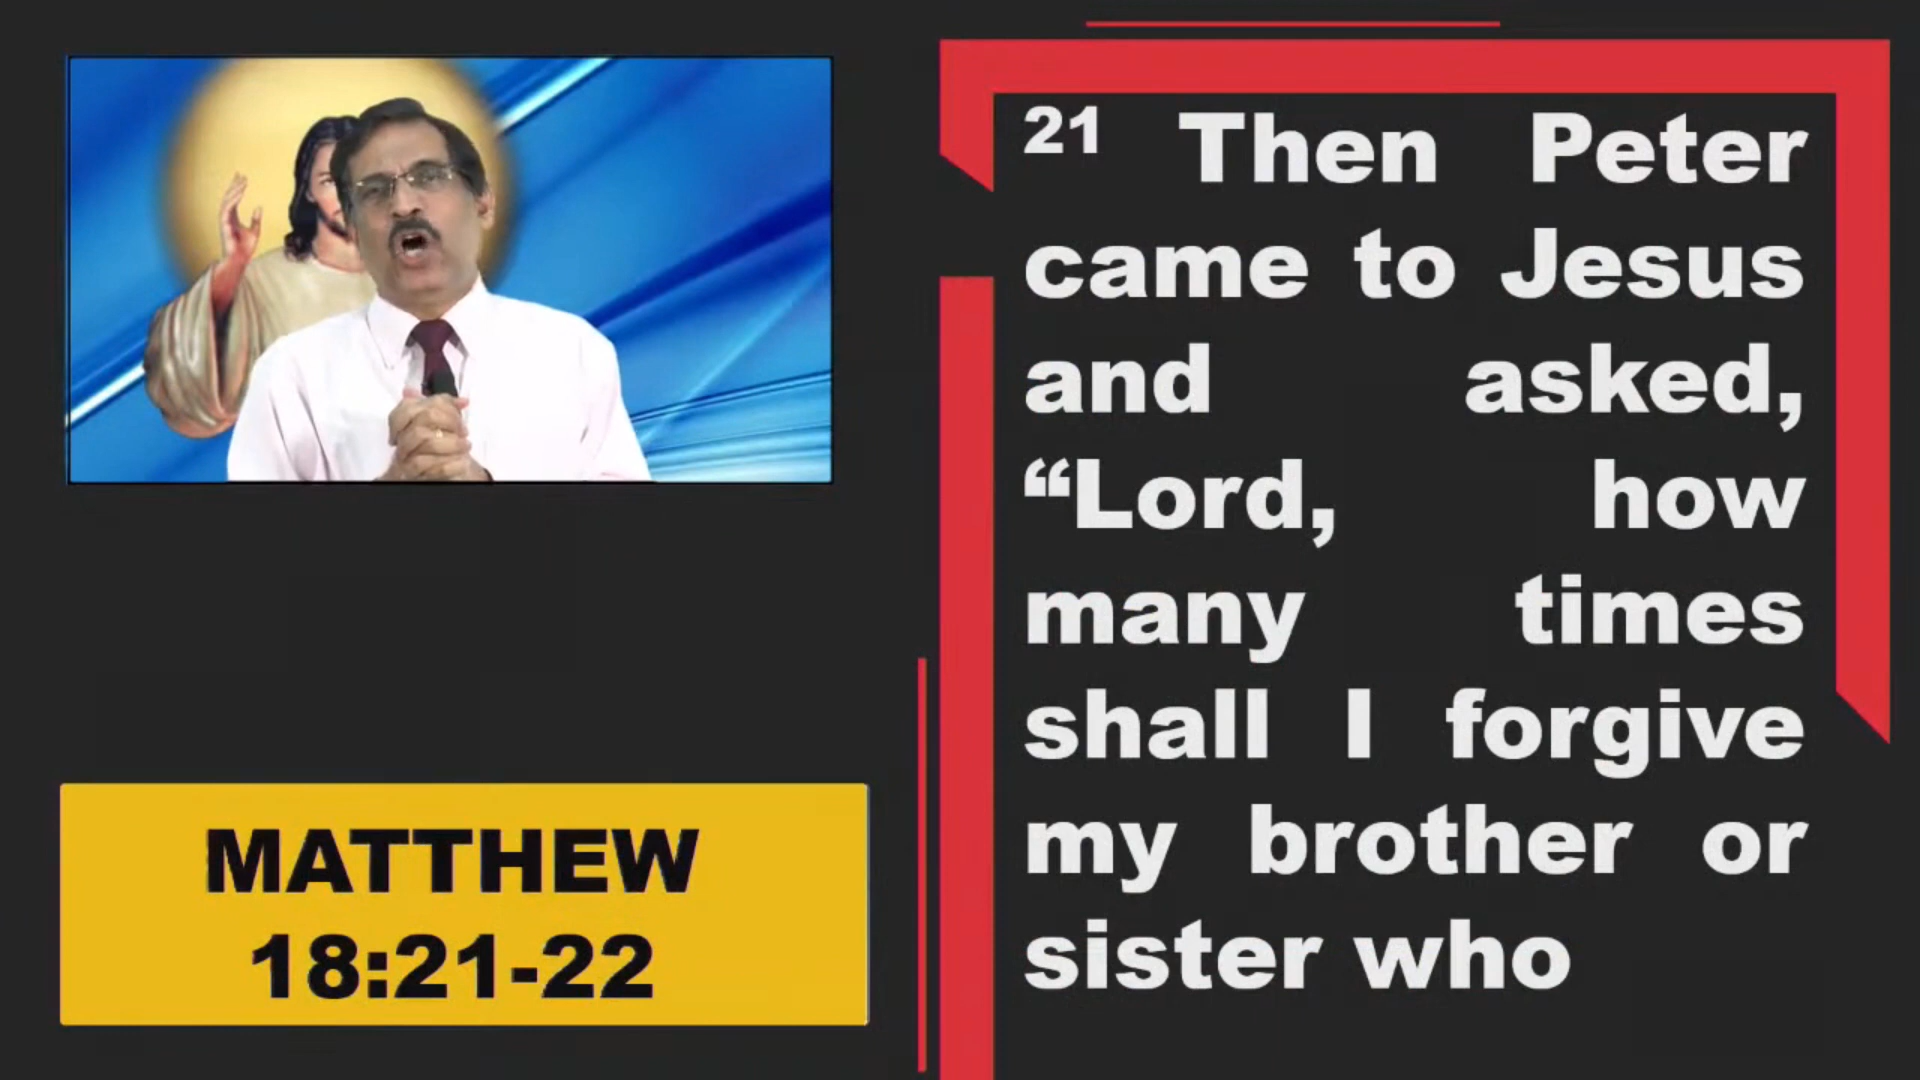 21 Then Peter
came to Jesus
and asked,
“Lord, how
many times
shall I forgive
my brother or
sister who
MATTHEW
18:21-22